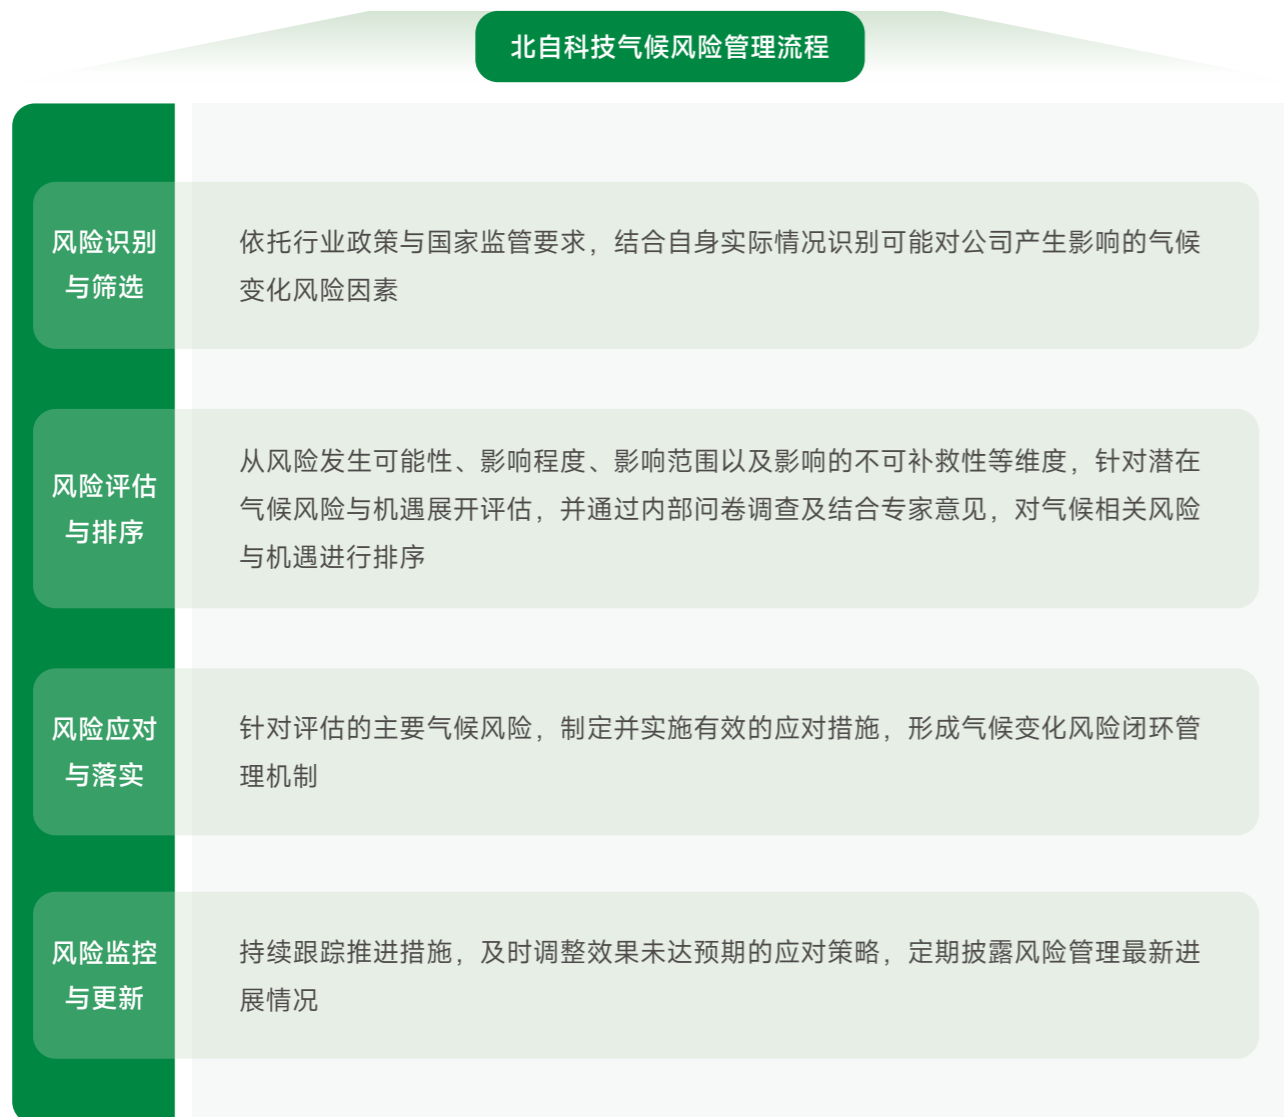 北自科技气候风险管理流程
风险识别
与筛选
依托行业政策与国家监管要求，结合自身实际情况识别可能对公司产生影响的气候
变化风险因素
风险评估
与排序
从风险发生可能性、影响程度、影响范围以及影响的不可补救性等维度，针对潜在
气候风险与机遇展开评估，并通过内部问卷调查及结合专家意见，对气候相关风险
与机遇进行排序
风险应对
与落实
针对评估的主要气候风险，制定并实施有效的应对措施，形成气候变化风险闭环管
理机制
风险监控
与更新
持续跟踪推进措施，及时调整效果未达预期的应对策略，定期披露风险管理最新进
展情况